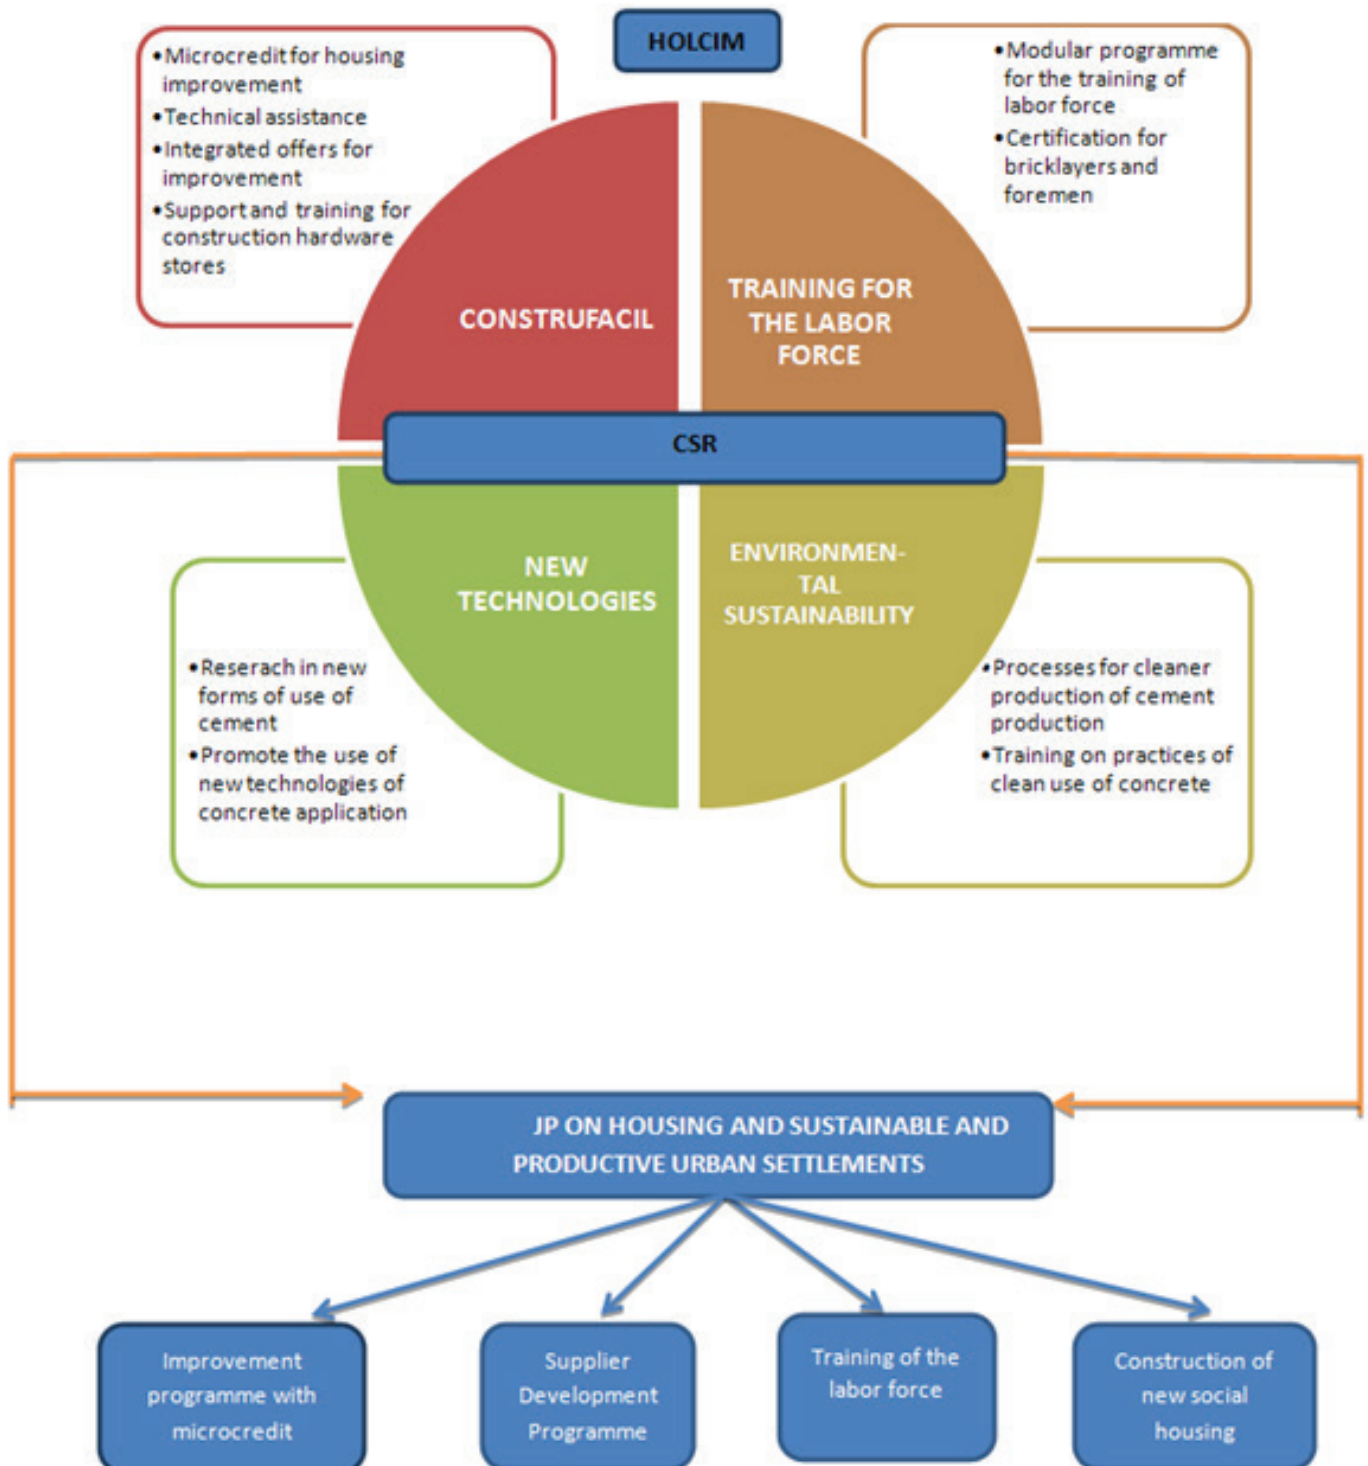 HOLCIM
•Microcredit for housing
improvement
•Technical assistance
•Integrated offers for
improvement
•Support and training for
construction hardware
stores
•Modular programme
for the training of
labor force
•Certification for
bricklayers and
foremen
CONSTRUFACIL
TRAINING FOR
THE LABOR
FORCE
CSR
NEW
TECHNOLOGIES
ENVIRONMEN-
TAL
SUSTAINABILITY
•Reserach in new
forms of use of
cement
•Promote the use of
new technologies of
concrete application
•Processes for cleaner
production of cement
production
•Training on practices of
clean use of concrete
JP ON HOUSING AND SUSTAINABLE AND
PRODUCTIVE URBAN SETTLEMENTS
Improvement
programme with
microcredit
Supplier
Development
Programme
Training of the
labor force
Construction of
new social
housing